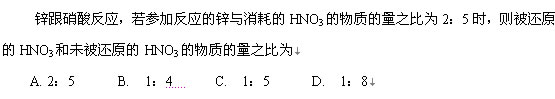 锌跟硝酸反应，若参加反应的锌与消耗的 HNO3 的物质的量之比为 2：5 时，则被还原
的 HNO3 和未被还原的 HNO3 的物质的量之比为↵
A. 2：5 B. 1：4 C. 1：5 D. 1：8↵